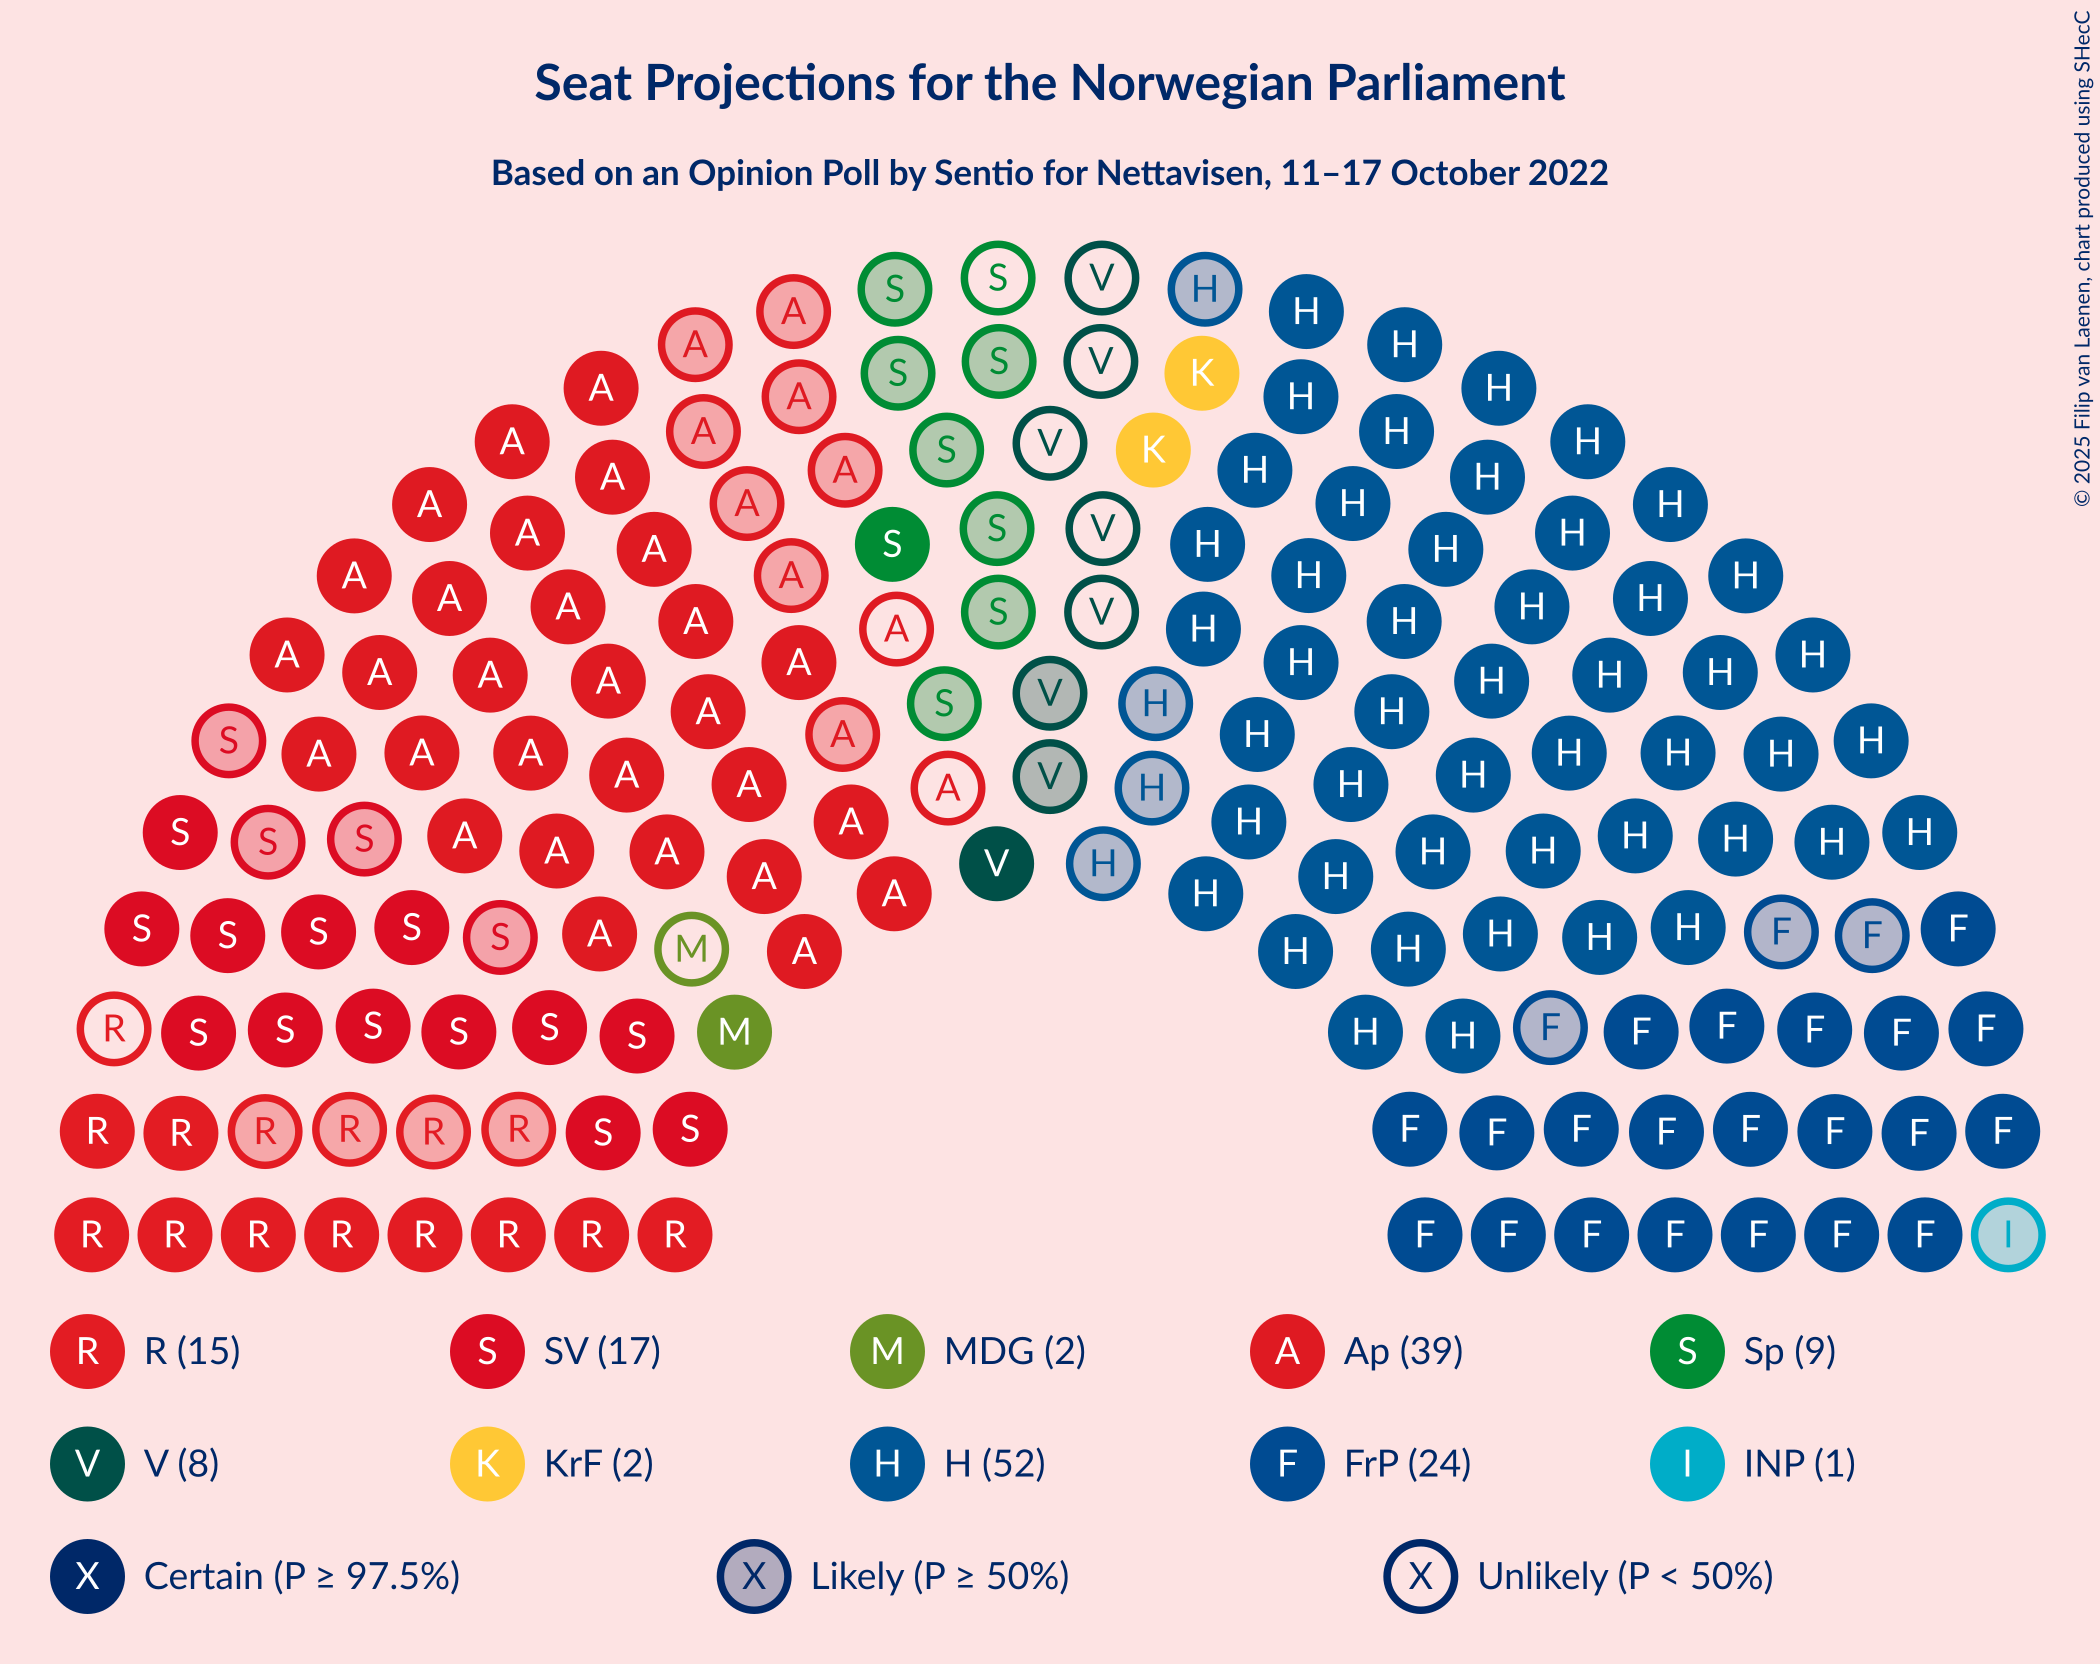 Seat Projections for the Norwegian Parliament
Based on an Opinion Poll by Sentio for Nettavisen, 11–17 October 2022
© 2025 Filip van Laenen, chart produced using SHecC
S S V H
A A H H
S S V K
A A H H
A A H H
S V K
A A H H
A A H H
A A H H
S S V H
A A H H
A A H H
A A H H
A S V H
A A H H
A A H H
A A H H
A A H H
A A H H
A S V H H
A A H H
S A A A A A H H H H H H
A V H H
S S S A A A A A V H H H H H H H H H
A A H H
S S S S S A M A H H H H H F F F
R S S S S S S M H H F F F F F F
R R R R R R S S F F F F F F F F
R R R R R R R R F F F F F F F I
R R (15) S SV (17) M MDG (2) A Ap (39) S Sp (9)
V V (8) K KrF (2) H H (52) F FrP (24) I INP (1)
X Certain (P ≥ 97.5%) X Likely (P ≥ 50%) X Unlikely (P < 50%)